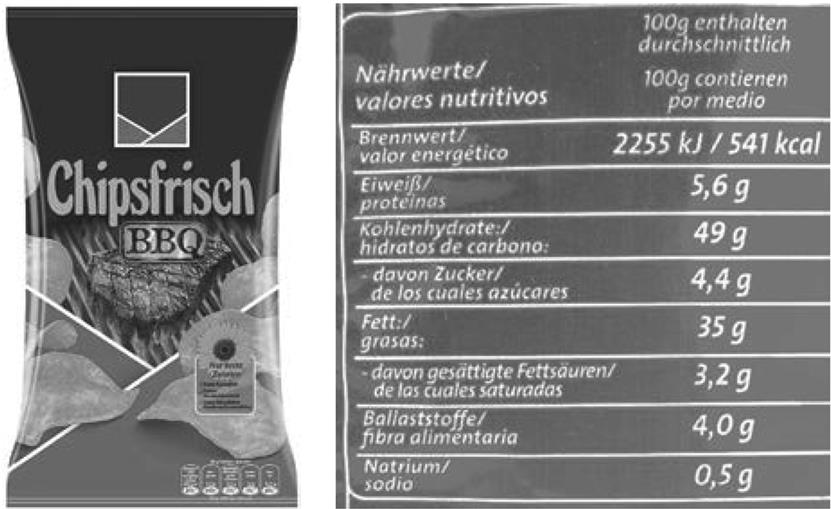 Chipsfrisch
BBQ
100g enthalten
durchschnittlich
Nährwerte/
valores nutritivos
100g contienen
por medio
Brennwert/
valor energético
2255 kJ / 541 kcal
Eiweiß/
proteínas
5,6 g
Kohlenhydrate:/
hidratos de carbono:
49 g
- davon Zucker/
de los cuales azúcares
4,4 g
Fett:/
grasas:
35 g
- davon gesättigte Fettsäuren/
de las cuales saturadas
3,2 g
Ballaststoffe/
fibra alimentaria
4,0 g
Natrium/
sodio
0,5 g